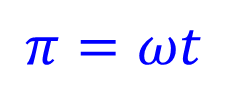 π = ωt